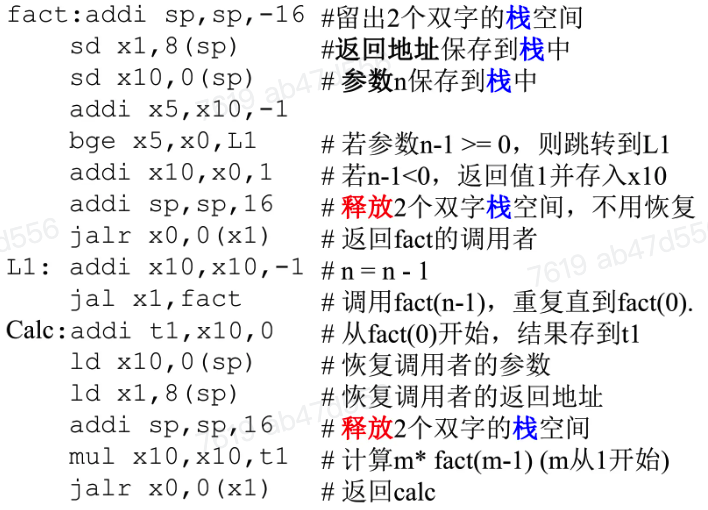 fact:addi sp,sp,-16 #留出2个双字的栈空间
sd x1,8(sp) #返回地址保存到栈中
sd x10,0(sp) # 参数n保存到栈中
addi x5,x10,-1
bge x5,x0,L1 # 若参数n-1 >= 0，则跳转到L1
addi x10,x0,1 # 若n-1<0，返回值1并存入x10
addi sp,sp,16 # 释放2个双字栈空间，不用恢复
jalr x0,0(x1) # 返回fact的调用者
L1: addi x10,x10,-1 # n = n - 1
jal x1,fact # 调用fact(n-1)，重复直到fact(0).
Calc:addi t1,x10,0 # 从fact(0)开始，结果存到t1
ld x10,0(sp) # 恢复调用者的参数
ld x1,8(sp) # 恢复调用者的返回地址
addi sp,sp,16 # 释放2个双字的栈空间
mul x10,x10,t1 # 计算m* fact(m-1) (m从1开始)
jalr x0,0(x1) # 返回calc